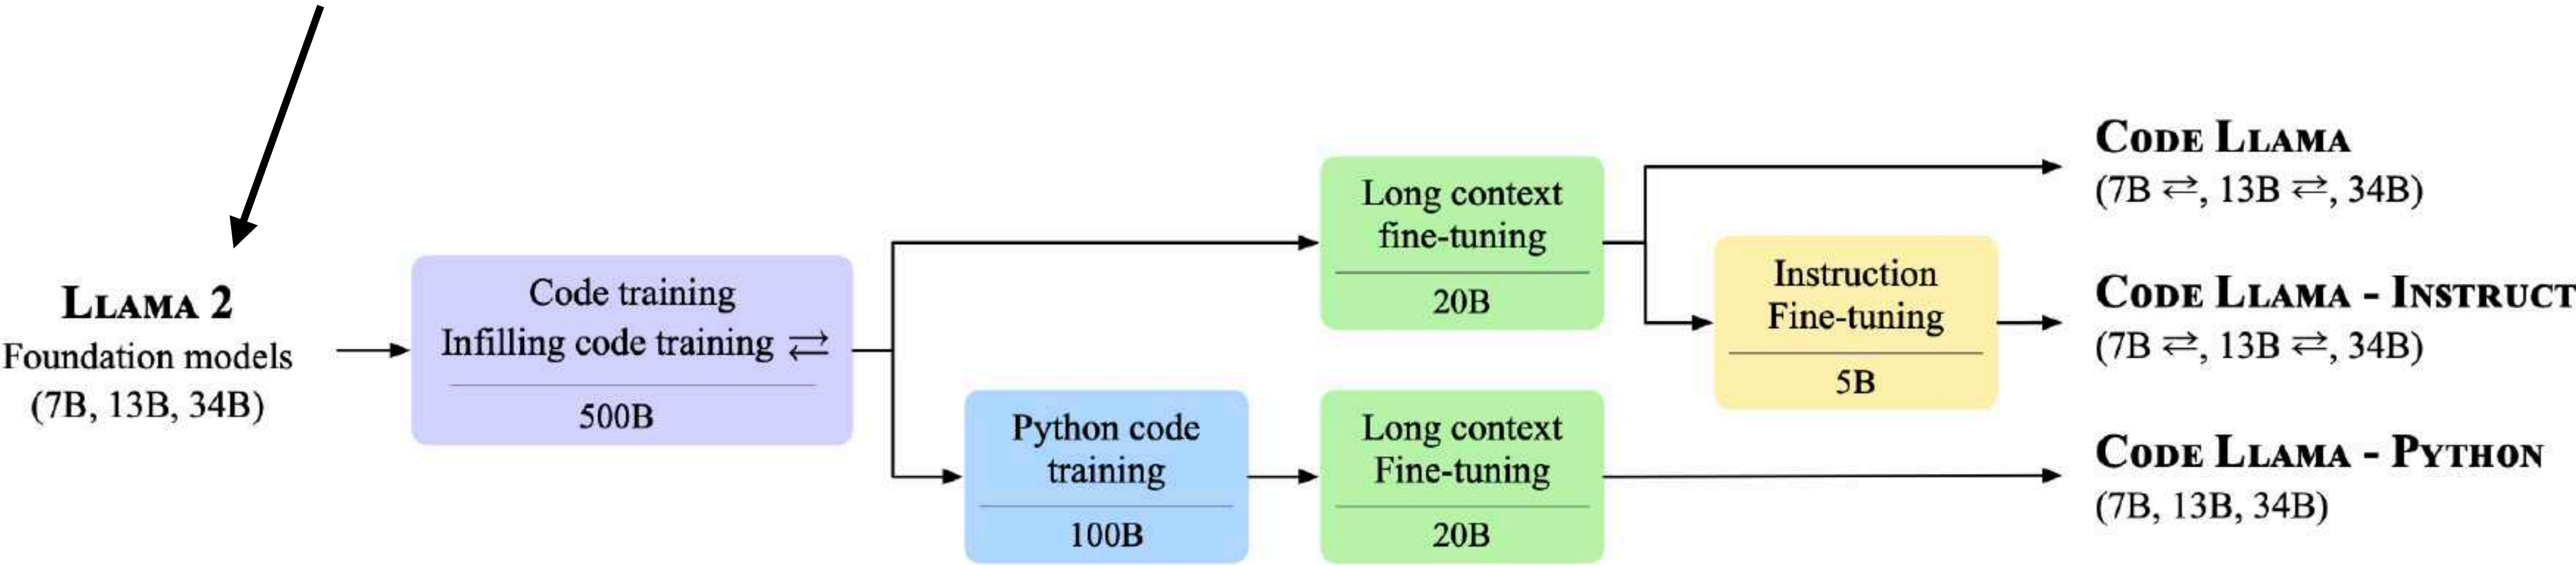 LLAMA 2
Foundation models
(7B, 13B, 34B)
Code training
Infilling code training ⇄
500B
Long context
fine-tuning
20B
Python code
training
100B
Long context
Fine-tuning
20B
Instruction
Fine-tuning
5B
CODE LLAMA
(7B ⇄, 13B ⇄, 34B)
CODE LLAMA - INSTRUCT
(7B ⇄, 13B ⇄, 34B)
CODE LLAMA - PYTHON
(7B, 13B, 34B)